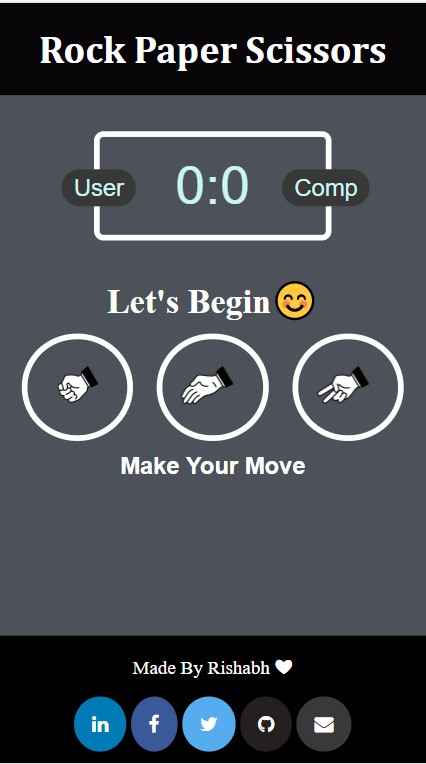 Rock Paper Scissors
User 0:0 Comp
Let's Begin 😊
Make Your Move
Made By Rishabh ♥
in f